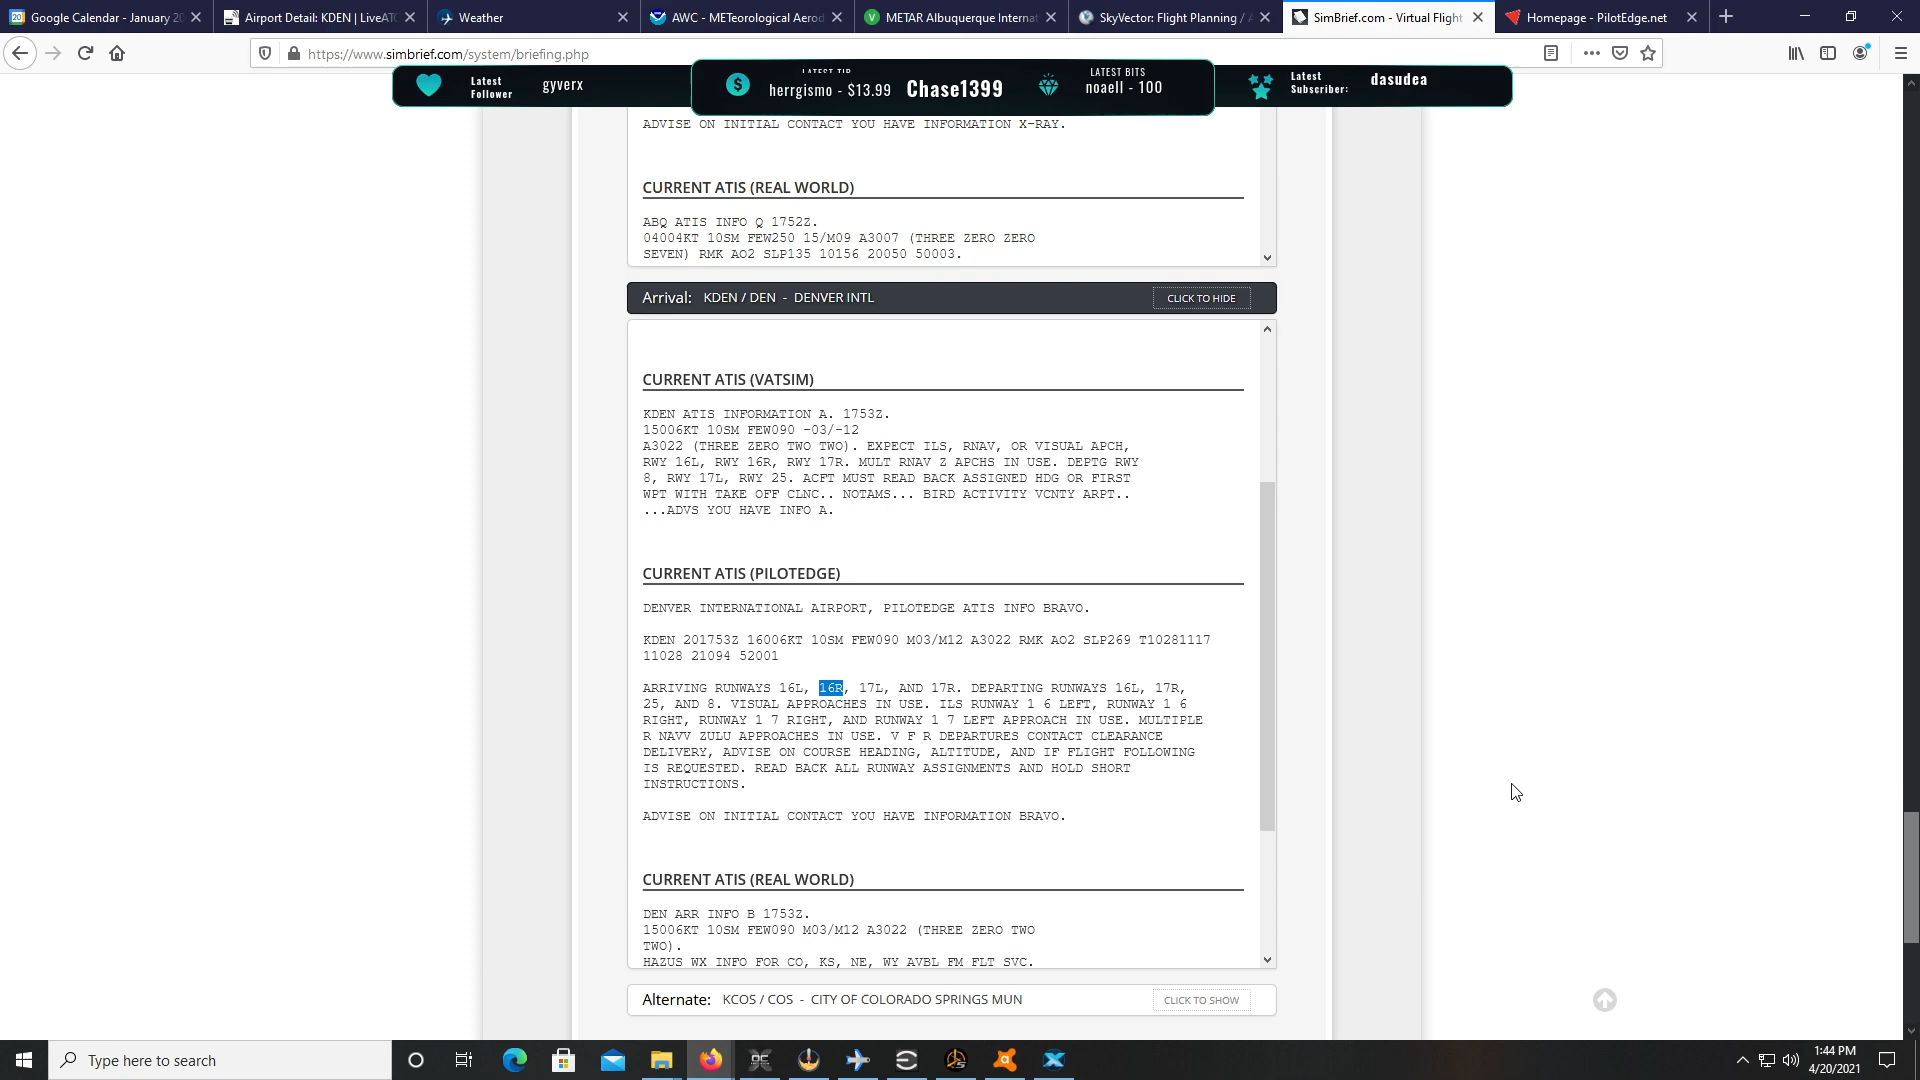 Google Calendar - January 20
Airport Detail: KDEN | LiveATC
Weather
AWC - METeorological Aerod
METAR Albuquerque Internat
SkyVector: Flight Planning / A
SimBrief.com - Virtual Flight
Homepage - PilotEdge.net
https://www.simbrief.com/system/briefing.php
Latest Follower
gyverx
LATEST TIP
herrgismo - $13.99
Chase1399
LATEST BITS
noaell - 100
Latest Subscriber:
dasudea
ADVISE ON INITIAL CONTACT YOU HAVE INFORMATION X-RAY.
CURRENT ATIS (REAL WORLD)
ABQ ATIS INFO Q 1752Z.
04004KT 10SM FEW250 15/M09 A3007 (THREE ZERO ZERO
SEVEN) RMK AO2 SLP135 10156 20050 50003.
Arrival: KDEN / DEN - DENVER INTL
CLICK TO HIDE
CURRENT ATIS (VATSIM)
KDEN ATIS INFORMATION A. 1753Z.
15006KT 10SM FEW090 -03/-12
A3022 (THREE ZERO TWO TWO). EXPECT ILS, RNAV, OR VISUAL APCH,
RWY 16L, RWY 16R, RWY 17R. MULT RNAV Z APCHS IN USE. DEPTG RWY
8, RWY 17L, RWY 25. ACFT MUST READ BACK ASSIGNED HDG OR FIRST
WPT WITH TAKE OFF CLNC.. NOTAMS... BIRD ACTIVITY VCNTY ARPT..
...ADVS YOU HAVE INFO A.
CURRENT ATIS (PILOTEDGE)
DENVER INTERNATIONAL AIRPORT, PILOTEDGE ATIS INFO BRAVO.
KDEN 201753Z 16006KT 10SM FEW090 M03/M12 A3022 RMK AO2 SLP269 T10281117
11028 21094 52001
ARRIVING RUNWAYS 16L, 16R, 17L, AND 17R. DEPARTING RUNWAYS 16L, 17R,
25, AND 8. VISUAL APPROACHES IN USE. ILS RUNWAY 1 6 LEFT, RUNWAY 1 6
RIGHT, RUNWAY 1 7 RIGHT, AND RUNWAY 1 7 LEFT APPROACH IN USE. MULTIPLE
R NAVV ZULU APPROACHES IN USE. V F R DEPARTURES CONTACT CLEARANCE
DELIVERY, ADVISE ON COURSE HEADING, ALTITUDE, AND IF FLIGHT FOLLOWING
IS REQUESTED. READ BACK ALL RUNWAY ASSIGNMENTS AND HOLD SHORT
INSTRUCTIONS.
ADVISE ON INITIAL CONTACT YOU HAVE INFORMATION BRAVO.
CURRENT ATIS (REAL WORLD)
DEN ARR INFO B 1753Z.
15006KT 10SM FEW090 M03/M12 A3022 (THREE ZERO TWO
TWO).
HAZUS WX INFO FOR CO, KS, NE, WY AVBL FM FLT SVC.
Alternate: KCOS / COS - CITY OF COLORADO SPRINGS MUN
CLICK TO SHOW
Type here to search
1:44 PM
4/20/2021